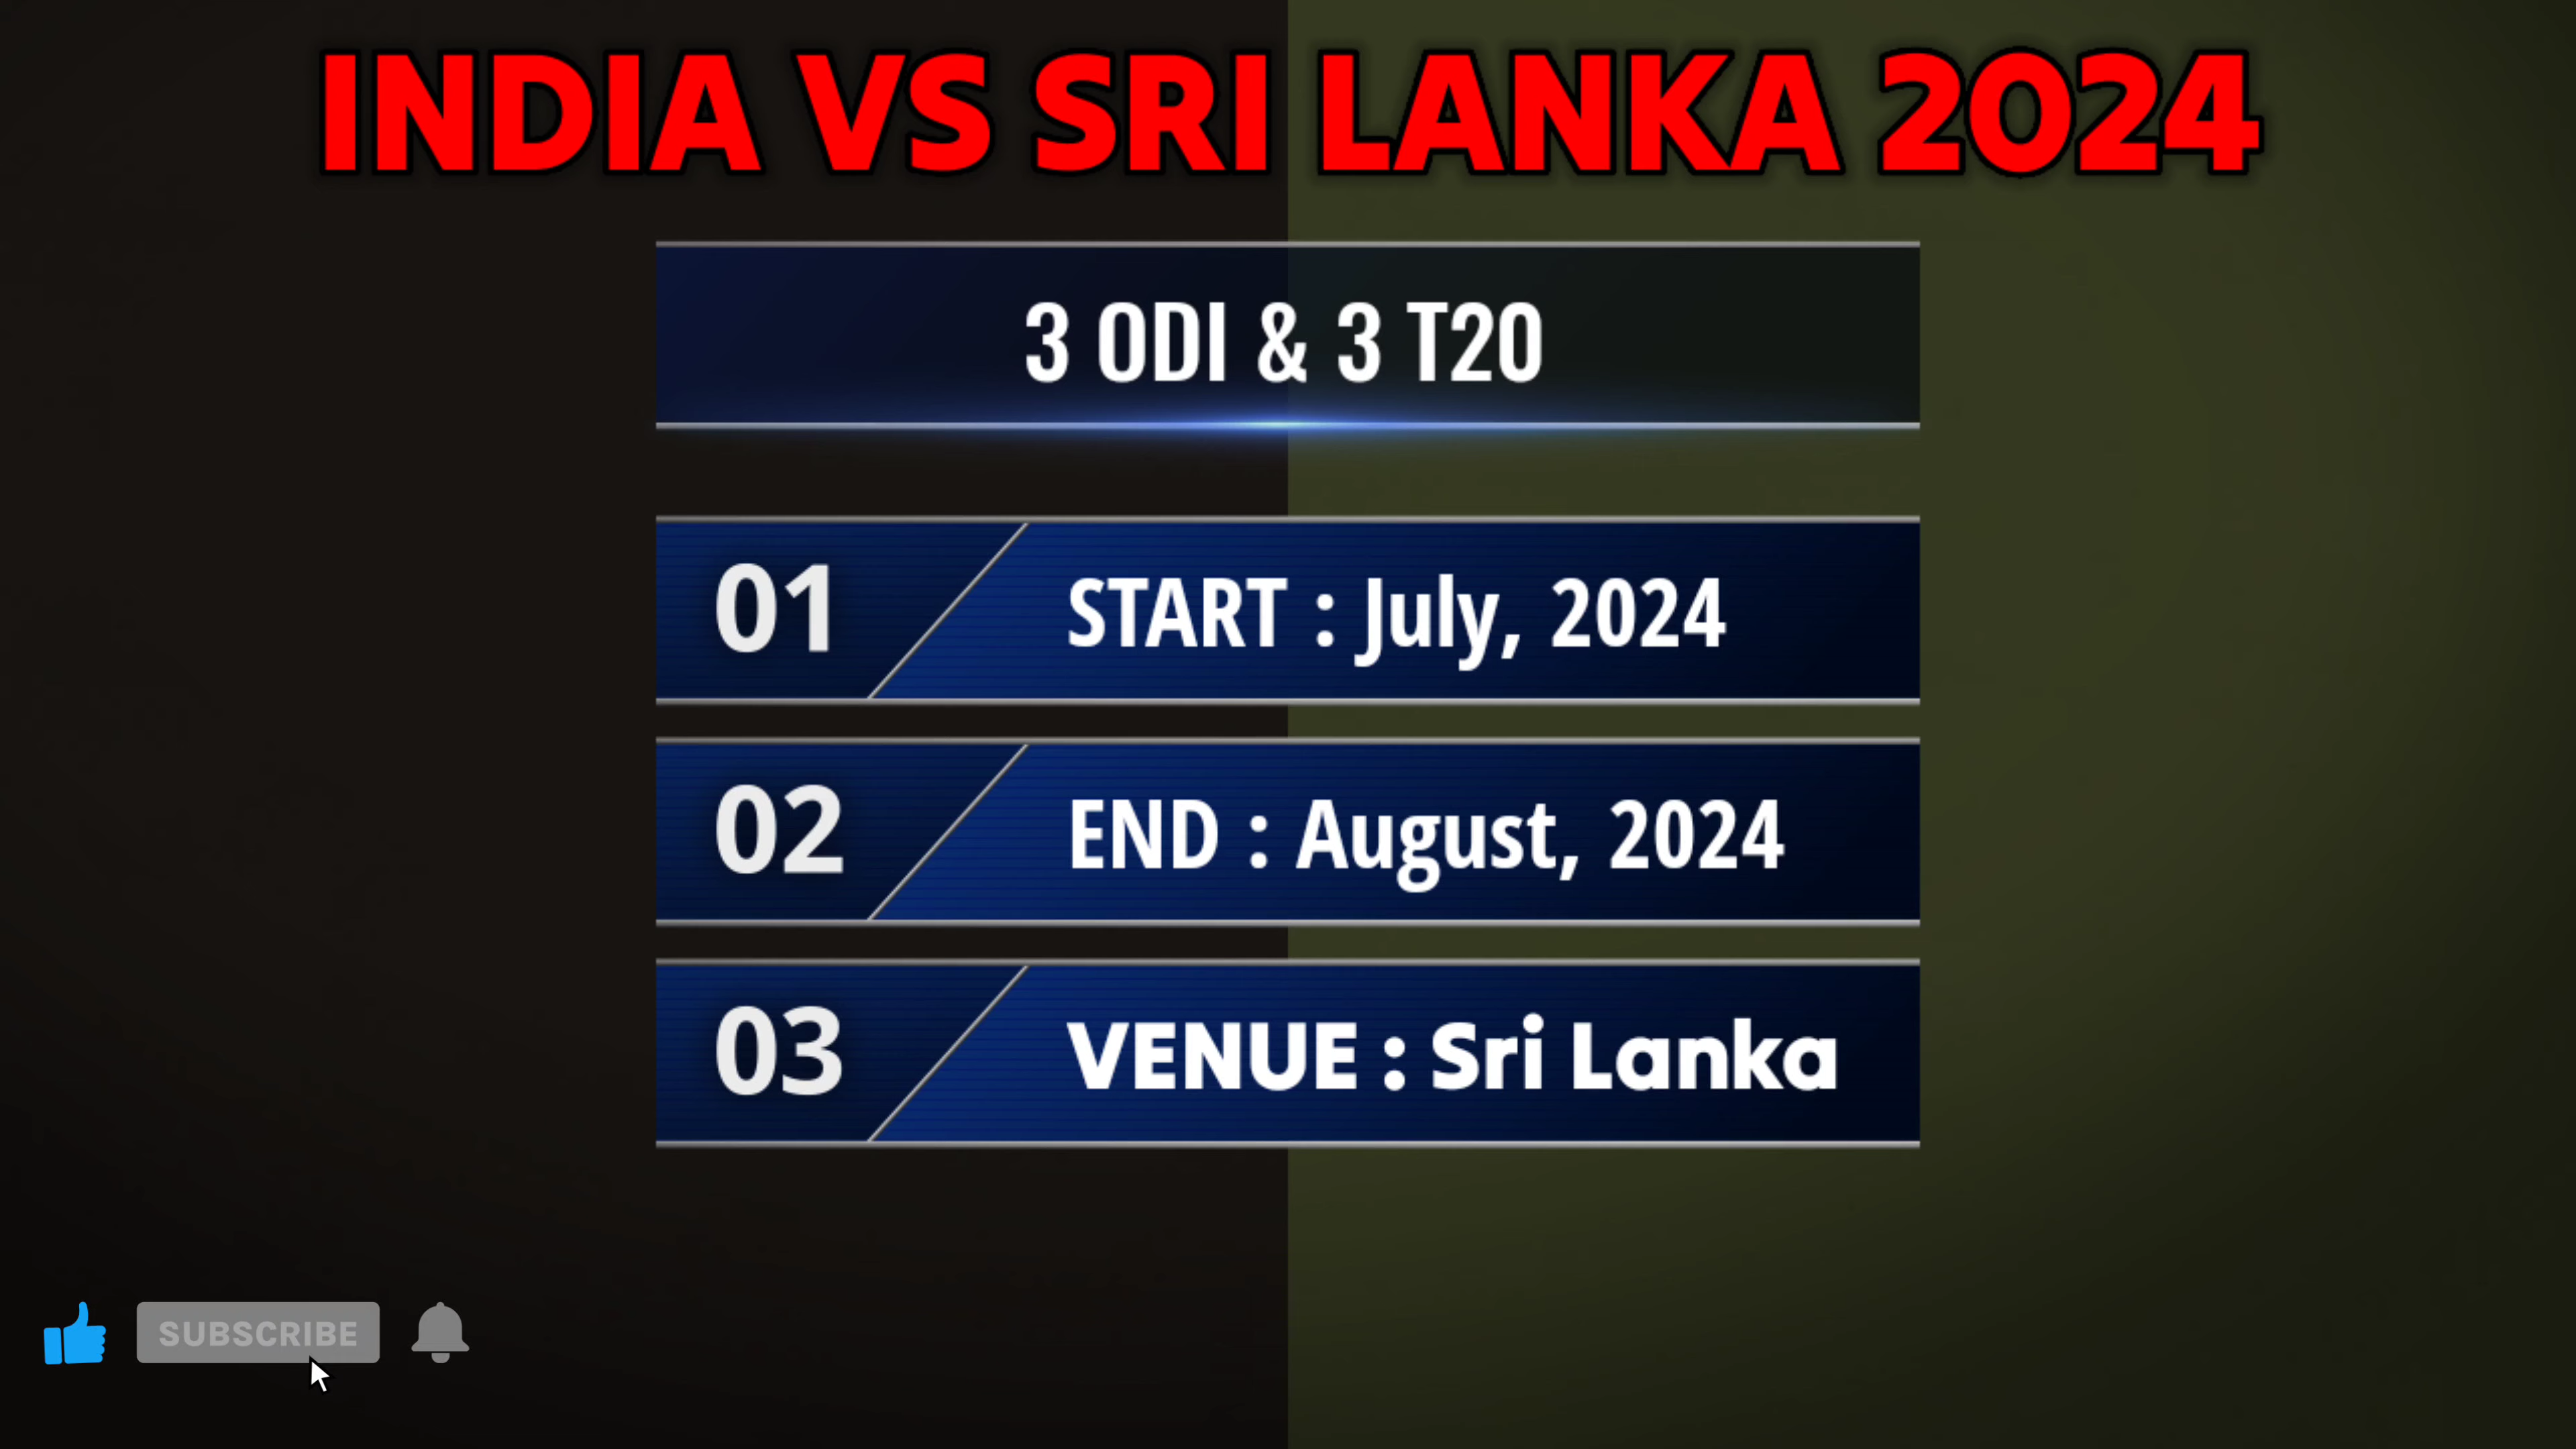 INDIA VS SRI LANKA 2024
3 ODI & 3 T20
01 START : July, 2024
02 END : August, 2024
03 VENUE : Sri Lanka
SUBSCRIBE